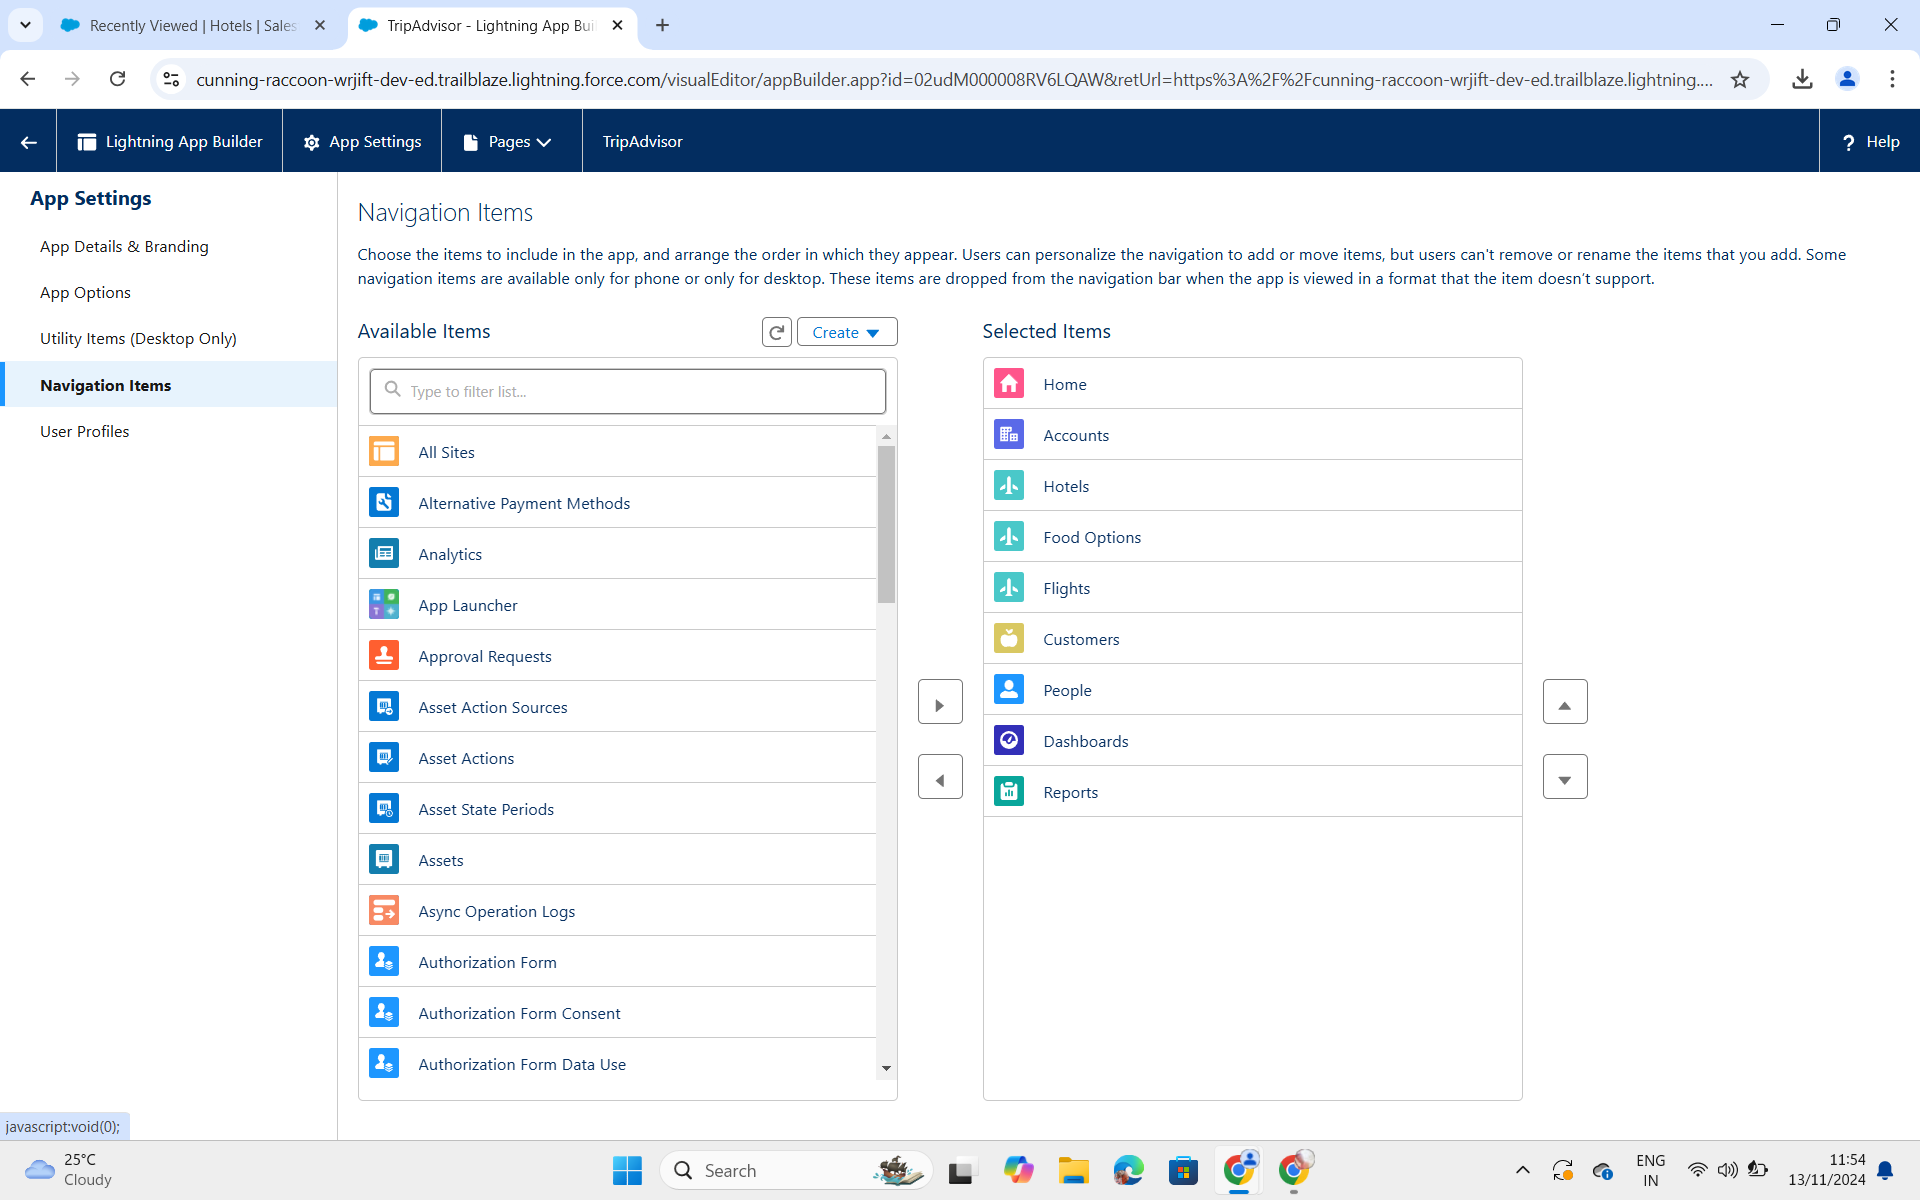 Recently Viewed | Hotels | Sales
TripAdvisor - Lightning App Buil
cunning-raccoon-wrjift-dev-ed.trailblaze.lightning.force.com/visualEditor/appBuilder.app?id=02udM000008RV6LQAW&retUrl=https%3A%2F%2Fcunning-raccoon-wrjift-dev-ed.trailblaze.lightning....
Lightning App Builder
App Settings
Pages
TripAdvisor
? Help
App Settings
App Details & Branding
App Options
Utility Items (Desktop Only)
Navigation Items
User Profiles
Navigation Items
Choose the items to include in the app, and arrange the order in which they appear. Users can personalize the navigation to add or move items, but users can't remove or rename the items that you add. Some
navigation items are available only for phone or only for desktop. These items are dropped from the navigation bar when the app is viewed in a format that the item doesn't support.
Available Items
Create
Type to filter list...
All Sites
Alternative Payment Methods
Analytics
App Launcher
Approval Requests
Asset Action Sources
Asset Actions
Asset State Periods
Assets
Async Operation Logs
Authorization Form
Authorization Form Consent
Authorization Form Data Use
Selected Items
Home
Accounts
Hotels
Food Options
Flights
Customers
People
Dashboards
Reports
javascript:void(0);
25°C
Cloudy
Search
ENG
IN
11:54
13/11/2024